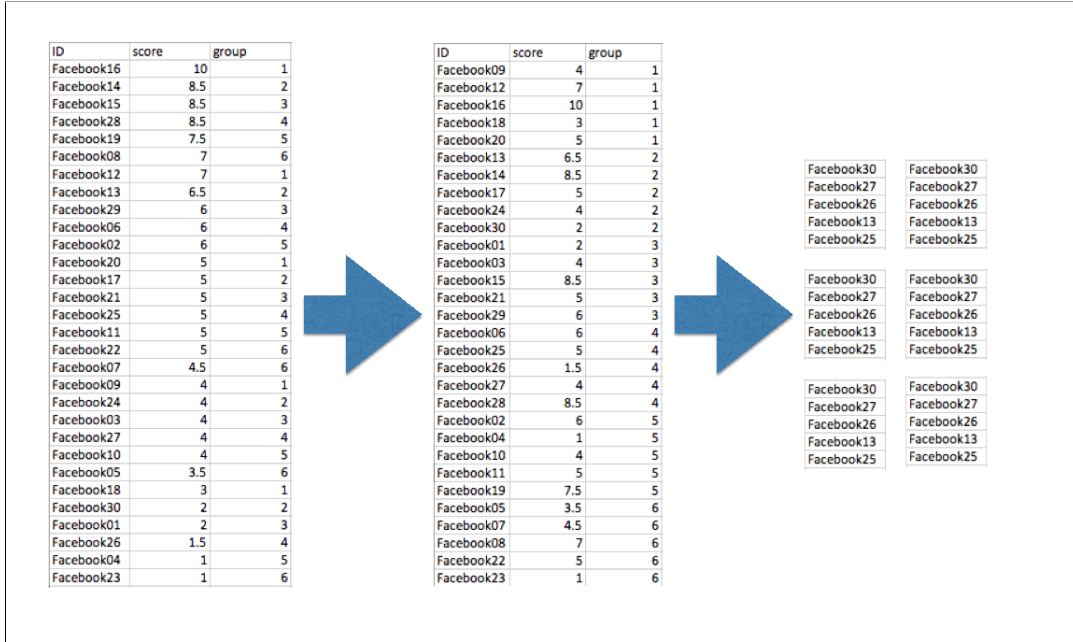 ID score group
Facebook16 10 1
Facebook14 8.5 2
Facebook15 8.5 3
Facebook28 8.5 4
Facebook19 7.5 5
Facebook08 7 6
Facebook12 7 1
Facebook13 6.5 2
Facebook29 6 3
Facebook06 6 4
Facebook02 6 5
Facebook20 5 1
Facebook17 5 2
Facebook21 5 3
Facebook25 5 4
Facebook11 5 5
Facebook22 5 6
Facebook07 4.5 6
Facebook09 4 1
Facebook24 4 2
Facebook03 4 3
Facebook27 4 4
Facebook10 4 5
Facebook05 3.5 6
Facebook18 3 1
Facebook30 2 2
Facebook01 2 3
Facebook26 1.5 4
Facebook04 1 5
Facebook23 1 6
ID score group
Facebook09 4 1
Facebook12 7 1
Facebook16 10 1
Facebook18 3 1
Facebook20 5 1
Facebook13 6.5 2
Facebook14 8.5 2
Facebook17 5 2
Facebook24 4 2
Facebook30 2 2
Facebook01 2 3
Facebook03 4 3
Facebook15 8.5 3
Facebook21 5 3
Facebook29 6 3
Facebook06 6 4
Facebook25 5 4
Facebook26 1.5 4
Facebook27 4 4
Facebook28 8.5 4
Facebook02 6 5
Facebook04 1 5
Facebook10 4 5
Facebook11 5 5
Facebook19 7.5 5
Facebook05 3.5 6
Facebook07 4.5 6
Facebook08 7 6
Facebook22 5 6
Facebook23 1 6
Facebook30 Facebook30
Facebook27 Facebook27
Facebook26 Facebook26
Facebook13 Facebook13
Facebook25 Facebook25
Facebook30 Facebook30
Facebook27 Facebook27
Facebook26 Facebook26
Facebook13 Facebook13
Facebook25 Facebook25
Facebook30 Facebook30
Facebook27 Facebook27
Facebook26 Facebook26
Facebook13 Facebook13
Facebook25 Facebook25